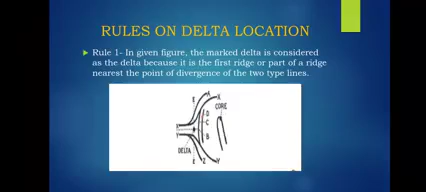 RULES ON DELTA LOCATION
Rule 1- In given figure, the marked delta is considered
as the delta because it is the first ridge or part of a ridge
nearest the point of divergence of the two type lines.
A
X
E
CORE
D
C
X
Y
B
DELTA
E
Z
Y